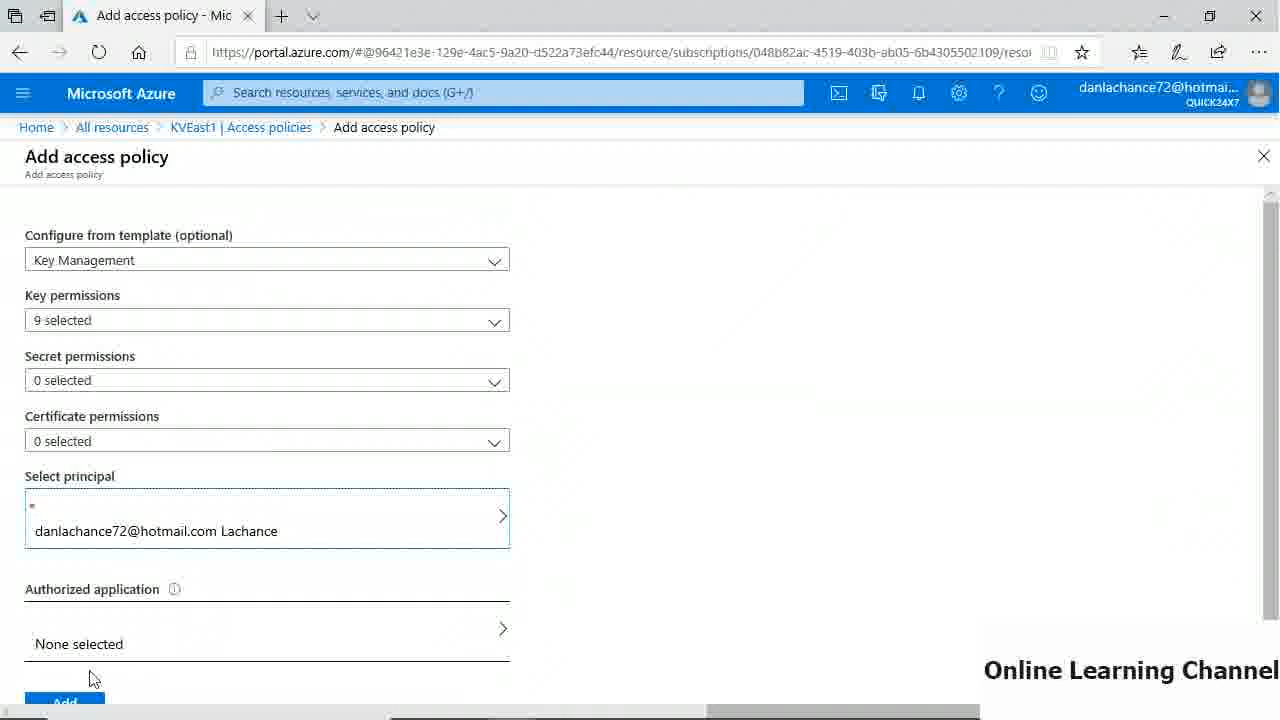 Add access policy - Mic
https://portal.azure.com/#@96421e3e-129e-4ac5-9a20-d522a73efc44/resource/subscriptions/048b82ac-4519-403b-ab05-6b4305502109/resou
Microsoft Azure
Search resources, services, and docs (G+/)
danlachance72@hotmai...
QUICK24X7
Home > All resources > KVEast1 | Access policies > Add access policy
Add access policy
Add access policy
Configure from template (optional)
Key Management
Key permissions
9 selected
Secret permissions
0 selected
Certificate permissions
0 selected
Select principal
*
danlachance72@hotmail.com Lachance
Authorized application
None selected
Add
Online Learning Channel